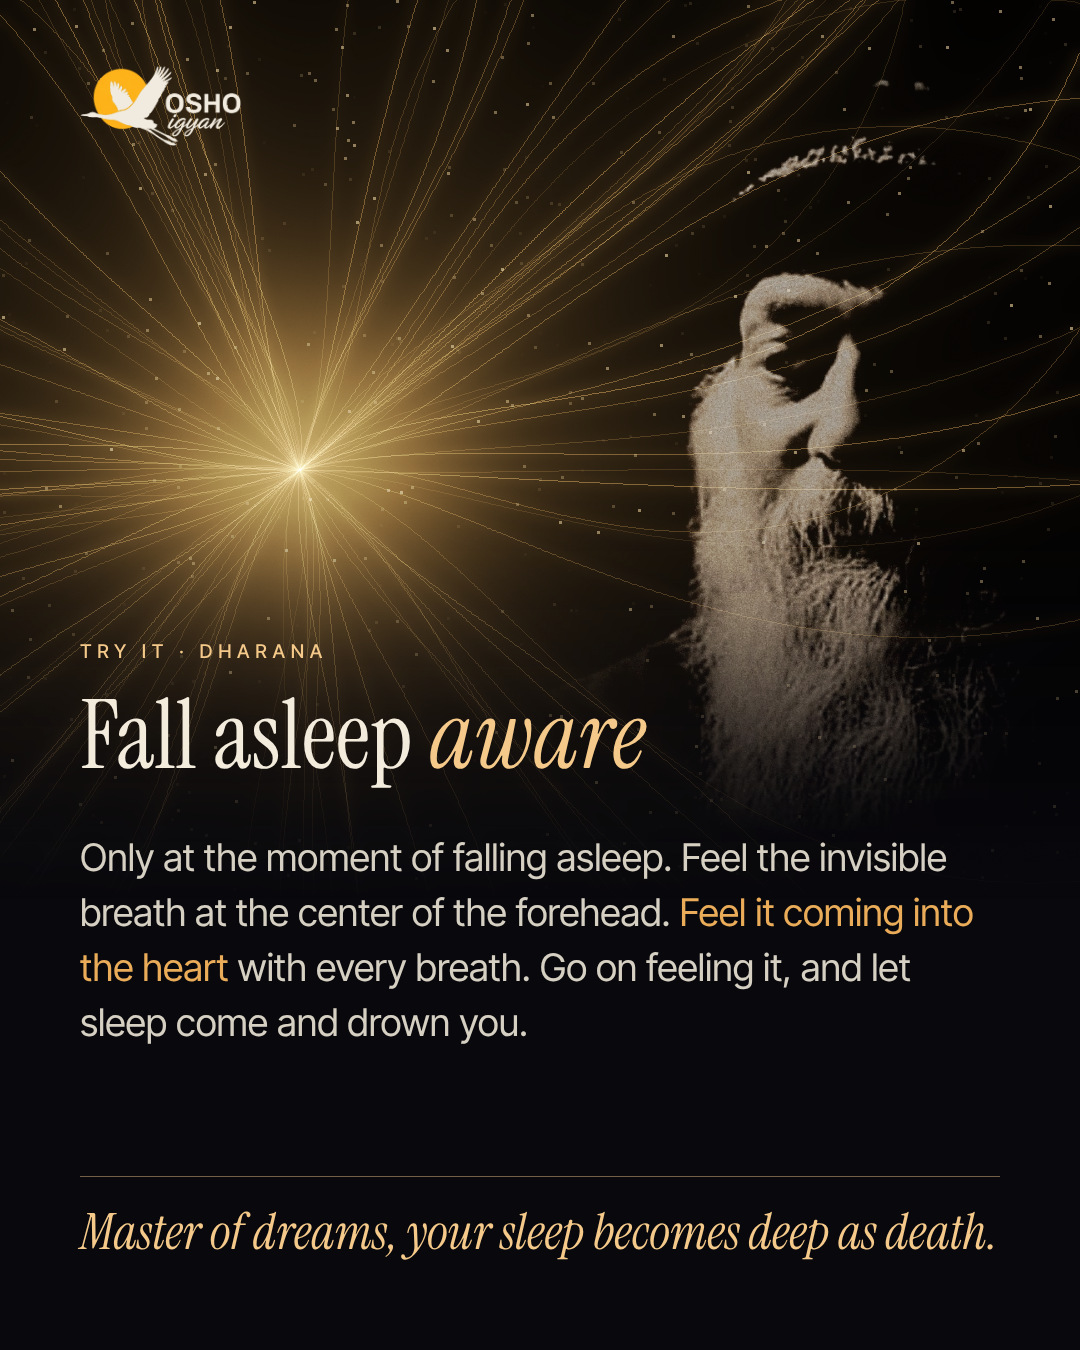 OSHO
igyan
TRY IT · DHARANA
Fall asleep aware
Only at the moment of falling asleep. Feel the invisible
breath at the center of the forehead. Feel it coming into
the heart with every breath. Go on feeling it, and let
sleep come and drown you.
Master of dreams, your sleep becomes deep as death.